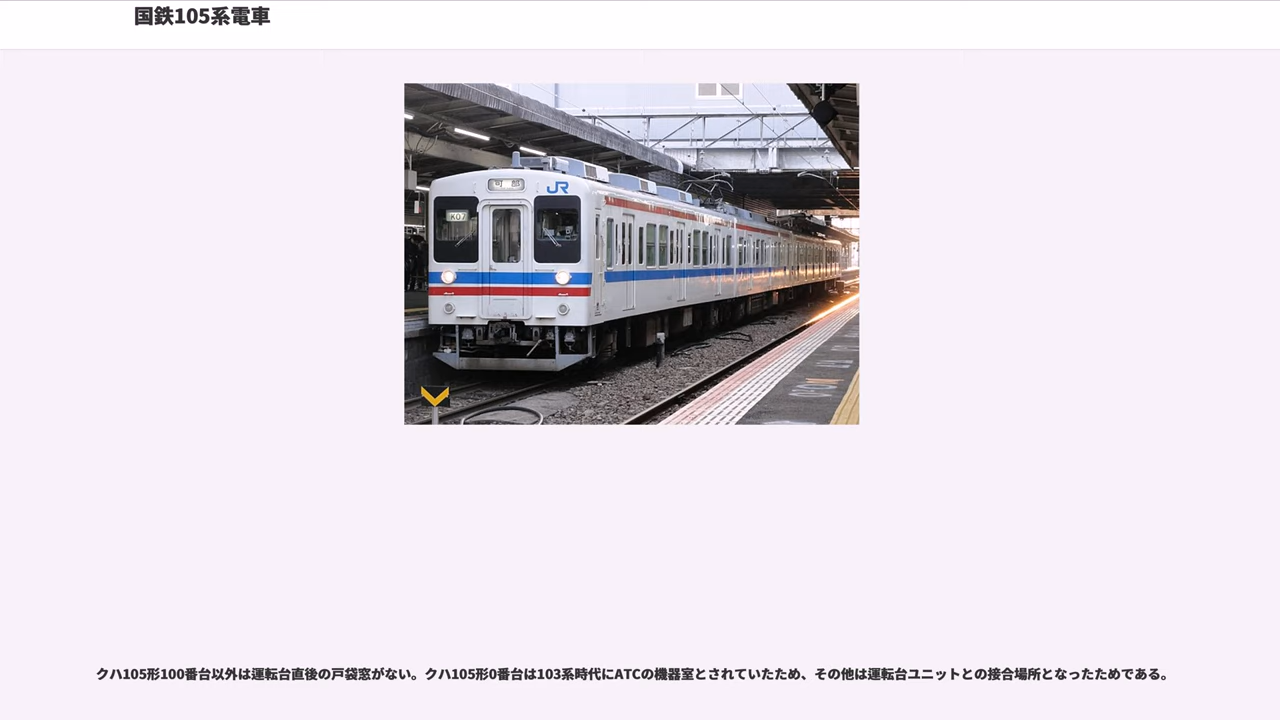 国鉄105系電車
可部
JR
K07
クハ105形100番台以外は運転台直後の戸袋窓がない。クハ105形0番台は103系時代にATCの機器室とされていたため、その他は運転台ユニットとの接合場所となったためである。